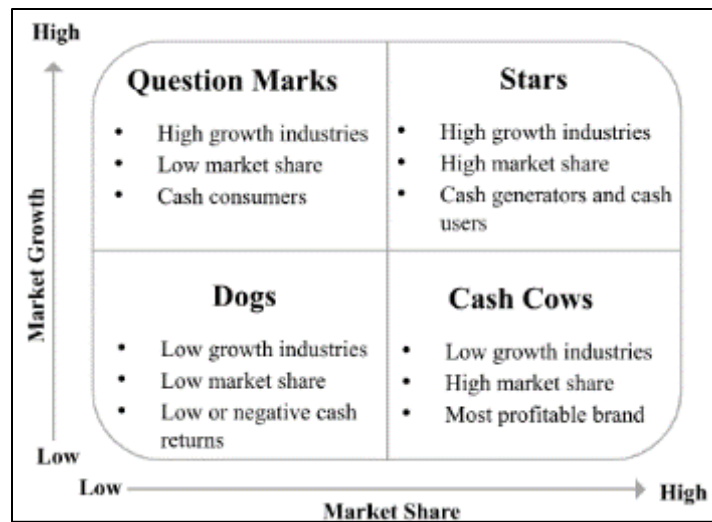 High
Question Marks
• High growth industries
• Low market share
• Cash consumers
Stars
• High growth industries
• High market share
• Cash generators and cash
users
Market Growth
Dogs
• Low growth industries
• Low market share
• Low or negative cash
returns
Cash Cows
• Low growth industries
• High market share
• Most profitable brand
Low
Low
High
Market Share